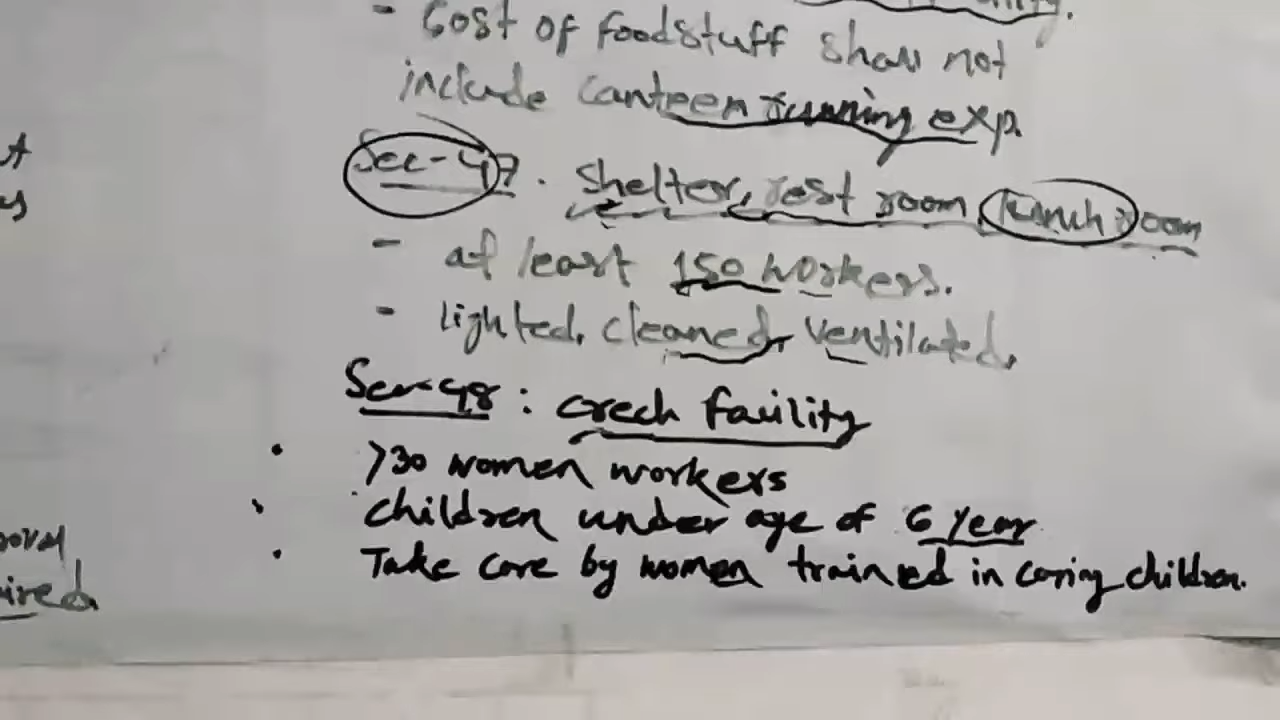 - Cost of foodstuff shall not
include canteen running exp.
Sec-47. Shelter, rest room, lunch room
- at least 150 workers.
- lighted, cleaned, ventilated.
Sec-48: crech facility
• >30 women workers
• children under age of 6 year
• Take care by women trained in caring children.